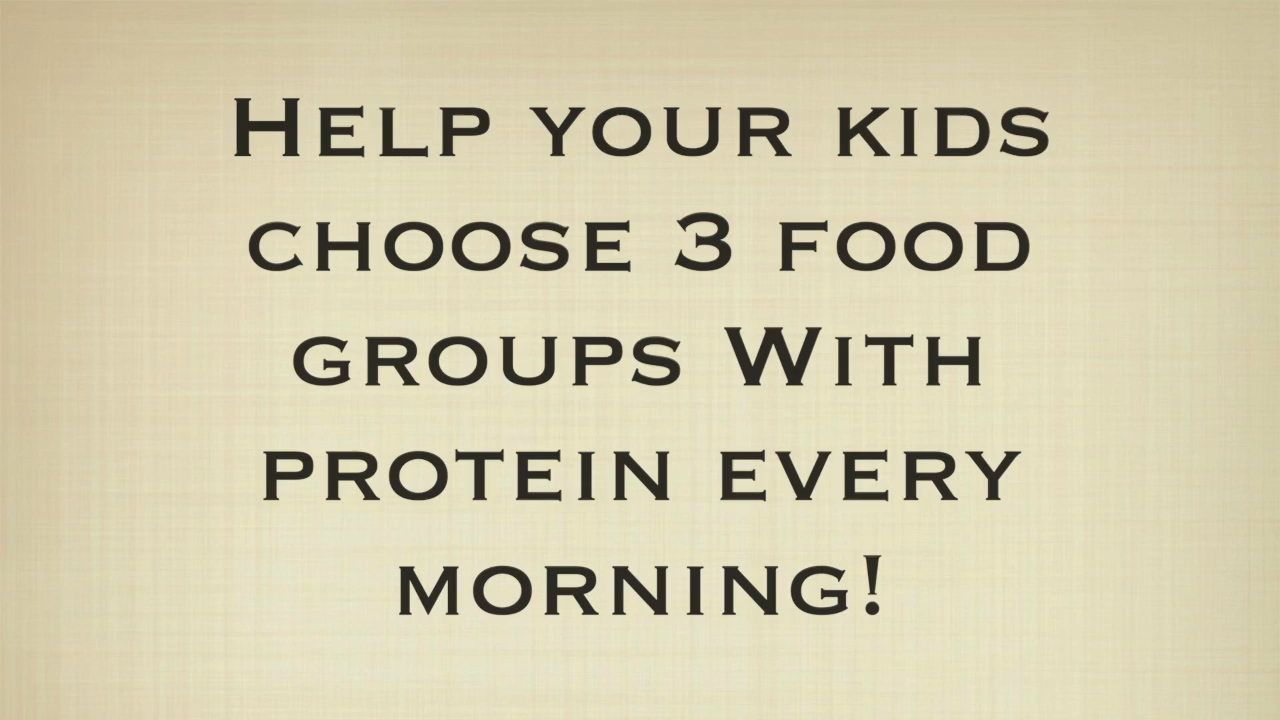 Help your kids
choose 3 food
groups With
protein every
morning!